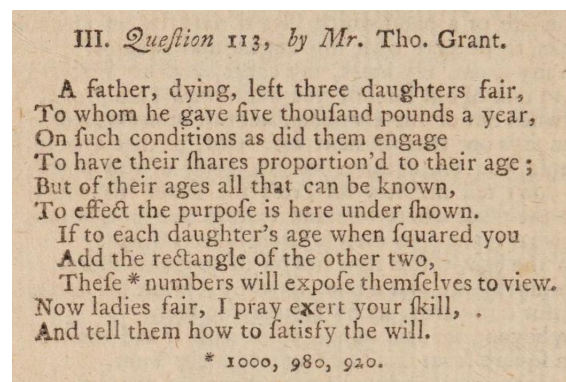 III. Queſtion 113, by Mr. Tho. Grant.
A father, dying, left three daughters fair,
To whom he gave five thouſand pounds a year,
On ſuch conditions as did them engage
To have their ſhares proportion'd to their age;
But of their ages all that can be known,
To effect the purpoſe is here under ſhown.
If to each daughter's age when ſquared you
Add the rectangle of the other two,
Theſe * numbers will expoſe themſelves to view.
Now ladies fair, I pray exert your ſkill,
And tell them how to ſatisfy the will.
* 1000, 980, 920.